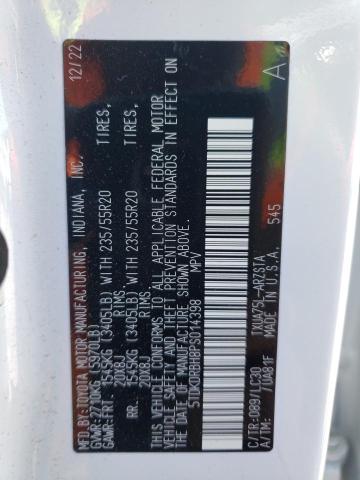 MFD. BY: TOYOTA MOTOR MANUFACTURING, INDIANA, INC. 12/22
GVWR: 2710KG (5970LB)
GAWR: FRT. 1545KG (3405LB) WITH 235/55R20 TIRES,
20X8J RIMS,
RR. 1545KG (3405LB) WITH 235/55R20 TIRES,
20X8J RIMS.
THIS VEHICLE CONFORMS TO ALL APPLICABLE FEDERAL MOTOR
VEHICLE SAFETY AND THEFT PREVENTION STANDARDS IN EFFECT ON
THE DATE OF MANUFACTURE SHOWN ABOVE.
MPV
C/TR: 089/LC30 TXUA75L-ARZSTA A
A/TM: UA81F MADE IN U.S.A. 545